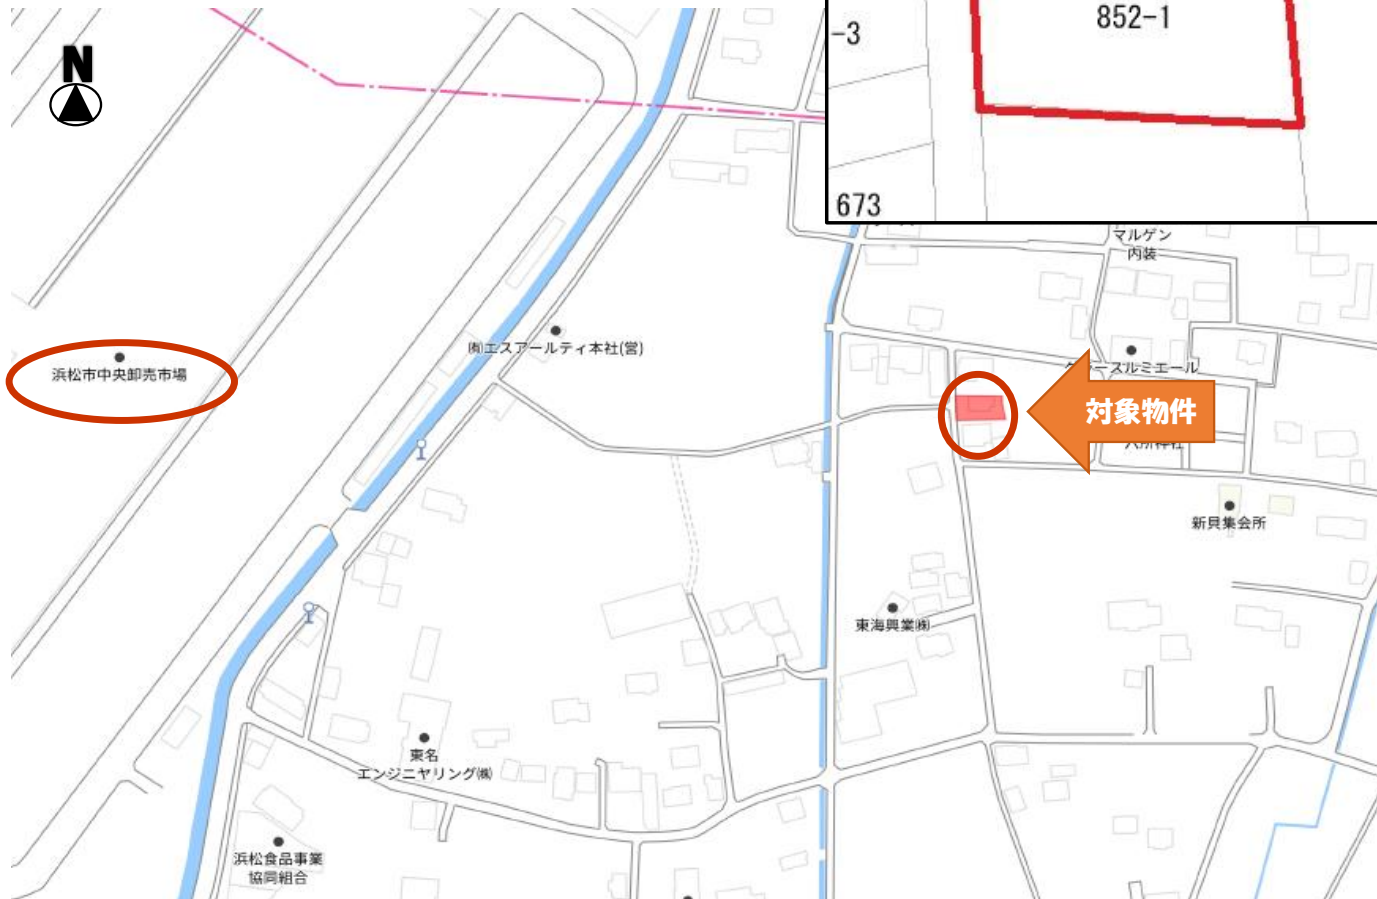 N
852-1
-3
673
マルゲン
内装
㈲エスアールティ本社(営)
浜松市中央卸売市場
対象物件
新貝集会所
東海興業㈱
東名
エンジニヤリング㈱
浜松食品事業
協同組合